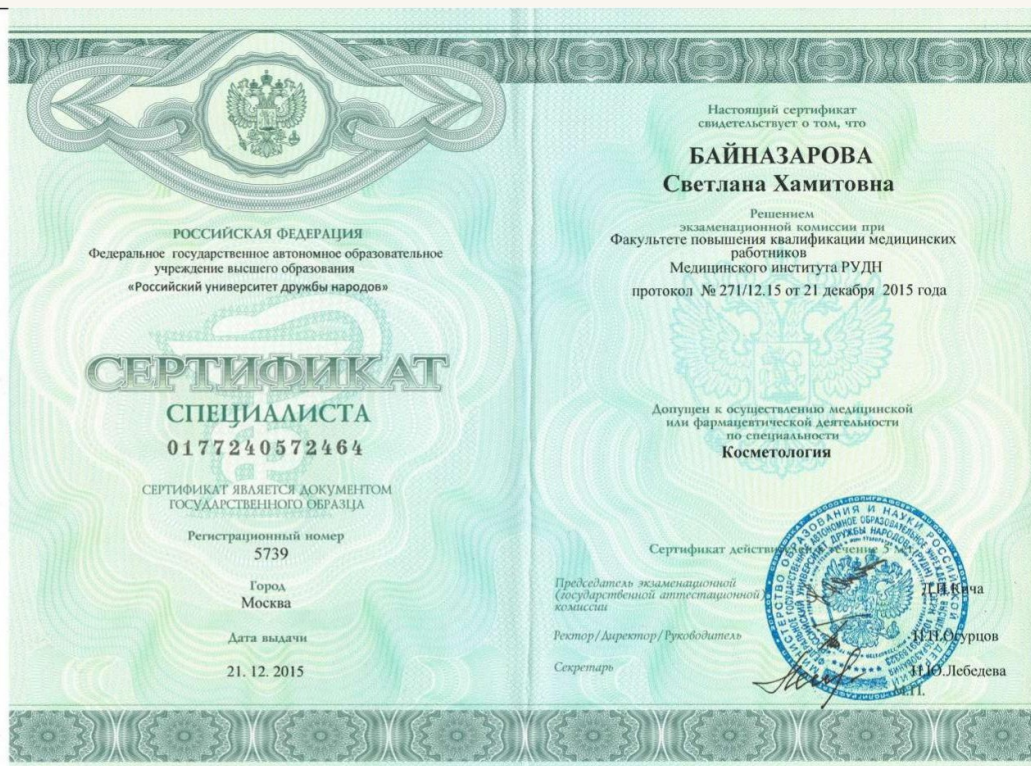 РОССИЙСКАЯ ФЕДЕРАЦИЯ
Федеральное государственное автономное образовательное
учреждение высшего образования
«Российский университет дружбы народов»
СЕРТИФИКАТ
СПЕЦИАЛИСТА
0177240572464
СЕРТИФИКАТ ЯВЛЯЕТСЯ ДОКУМЕНТОМ
ГОСУДАРСТВЕННОГО ОБРАЗЦА
Регистрационный номер
5739
Город
Москва
Дата выдачи
21. 12. 2015
Настоящий сертификат
свидетельствует о том, что
БАЙНАЗАРОВА
Светлана Хамитовна
Решением
экзаменационной комиссии при
Факультете повышения квалификации медицинских
работников
Медицинского института РУДН
протокол № 271/12.15 от 21 декабря 2015 года
Допущен к осуществлению медицинской
или фармацевтической деятельности
по специальности
Косметология
Сертификат действителен в течение 5
Председатель экзаменационной
(государственной аттестационной)
комиссии
Д.И.Кича
Ректор/Директор/Руководитель
Н.П.Огурцов
Секретарь
Н.Ю.Лебедева
М.П.